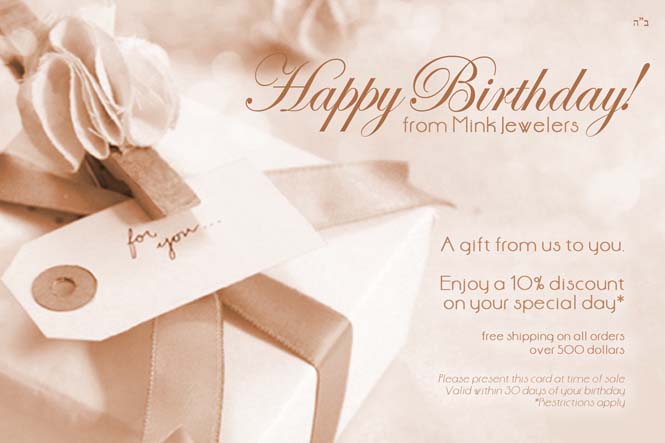 ב"ה
Happy Birthday!
from Mink Jewelers
for
you...
A gift from us to you.
Enjoy a 10% discount
on your special day*
free shipping on all orders
over 500 dollars
Please present this card at time of sale
Valid within 30 days of your birthday
*Restrictions apply